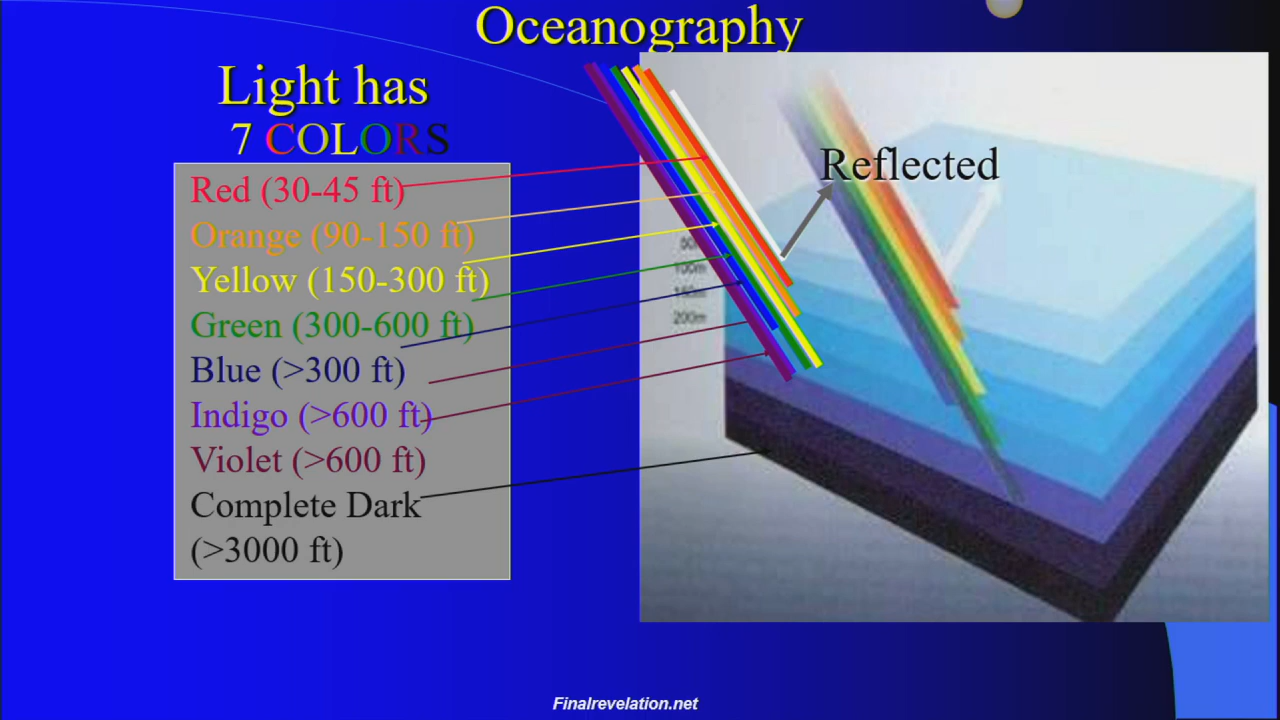 Oceanography
Light has
7 COLORS
Red (30-45 ft)
Orange (90-150 ft)
Yellow (150-300 ft)
Green (300-600 ft)
Blue (>300 ft)
Indigo (>600 ft)
Violet (>600 ft)
Complete Dark
(>3000 ft)
Reflected
100m
200m
Finalrevelation.net